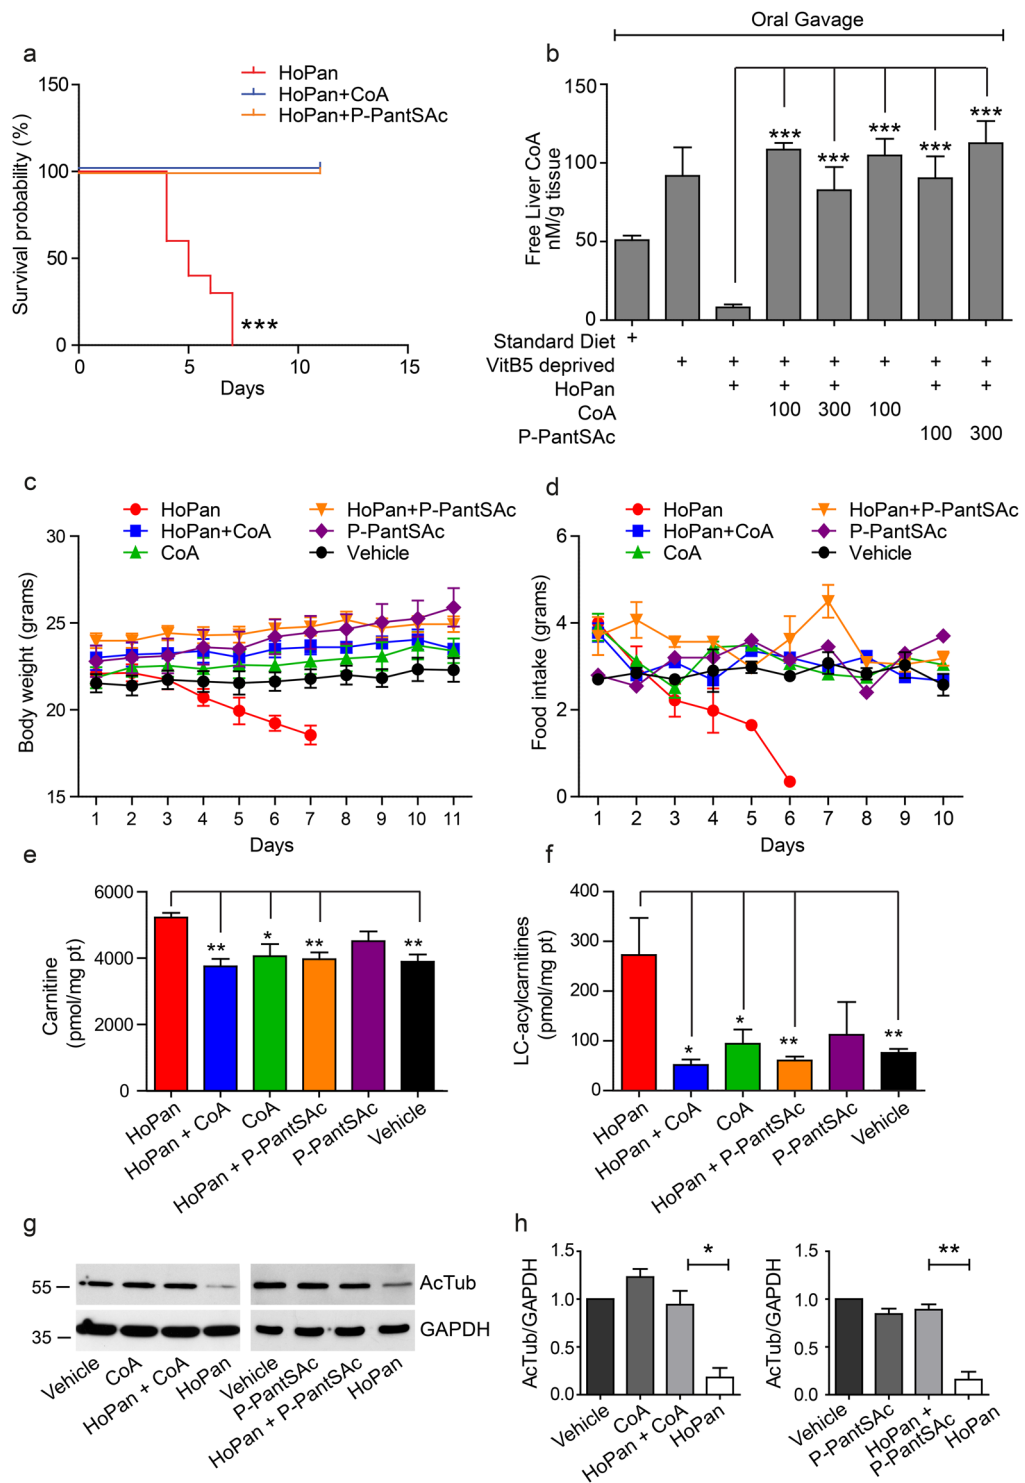 Oral Gavage
a
HoPan
HoPan+CoA
HoPan+P-PantSAc
Survival probability (%)
150
100
50
0
0 5 10 15
***
Days
b
Free Liver CoA
nM/g tissue
150
100
50
0
*** *** *** *** ***
Standard Diet +
VitB5 deprived + + + + + + +
HoPan + + + + +
CoA 100 300 100
P-PantSAc 100 300
c
HoPan
HoPan+CoA
CoA
HoPan+P-PantSAc
P-PantSAc
Vehicle
Body weight (grams)
30
25
20
15
1 2 3 4 5 6 7 8 9 10 11
Days
d
HoPan
HoPan+CoA
CoA
HoPan+P-PantSAc
P-PantSAc
Vehicle
Food intake (grams)
6
4
2
0
1 2 3 4 5 6 7 8 9 10
Days
e
Carnitine
(pmol/mg pt)
6000
4000
2000
0
** * ** **
HoPan
HoPan + CoA
CoA
HoPan + P-PantSAc
P-PantSAc
Vehicle
f
LC-acylcarnitines
(pmol/mg pt)
400
300
200
100
0
* * ** **
HoPan
HoPan + CoA
CoA
HoPan + P-PantSAc
P-PantSAc
Vehicle
g
55
35
AcTub
GAPDH
Vehicle
CoA
HoPan + CoA
HoPan
Vehicle
P-PantSAc
HoPan + P-PantSAc
HoPan
h
AcTub/GAPDH
1.5
1.0
0.5
0.0
*
Vehicle
CoA
HoPan + CoA
HoPan
AcTub/GAPDH
1.5
1.0
0.5
0.0
**
Vehicle
P-PantSAc
HoPan +
P-PantSAc
HoPan